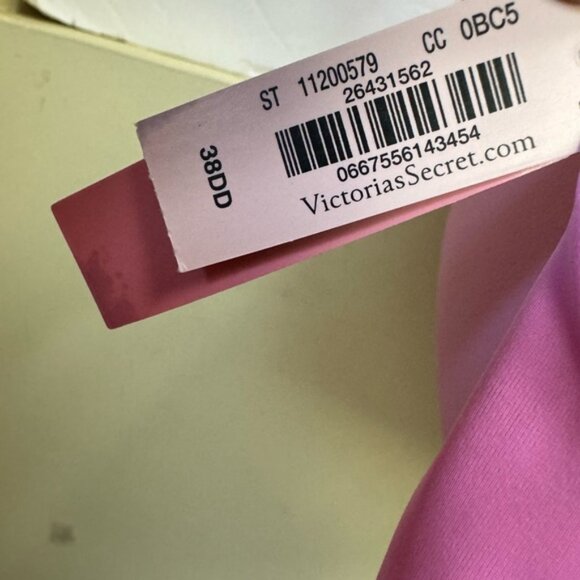 ST 11200579 CC 0BC5
26431562
0667556143454
VictoriasSecret.com
38DD